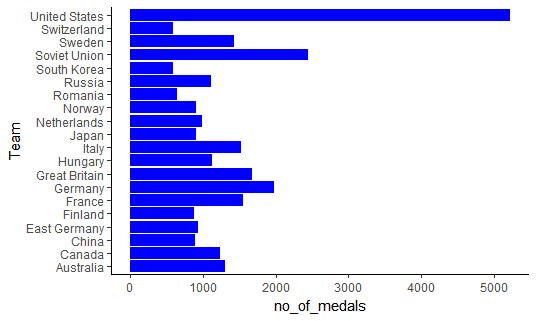 United States
Switzerland
Sweden
Soviet Union
South Korea
Russia
Romania
Norway
Netherlands
Japan
Italy
Hungary
Great Britain
Germany
France
Finland
East Germany
China
Canada
Australia
Team
0 1000 2000 3000 4000 5000
no_of_medals